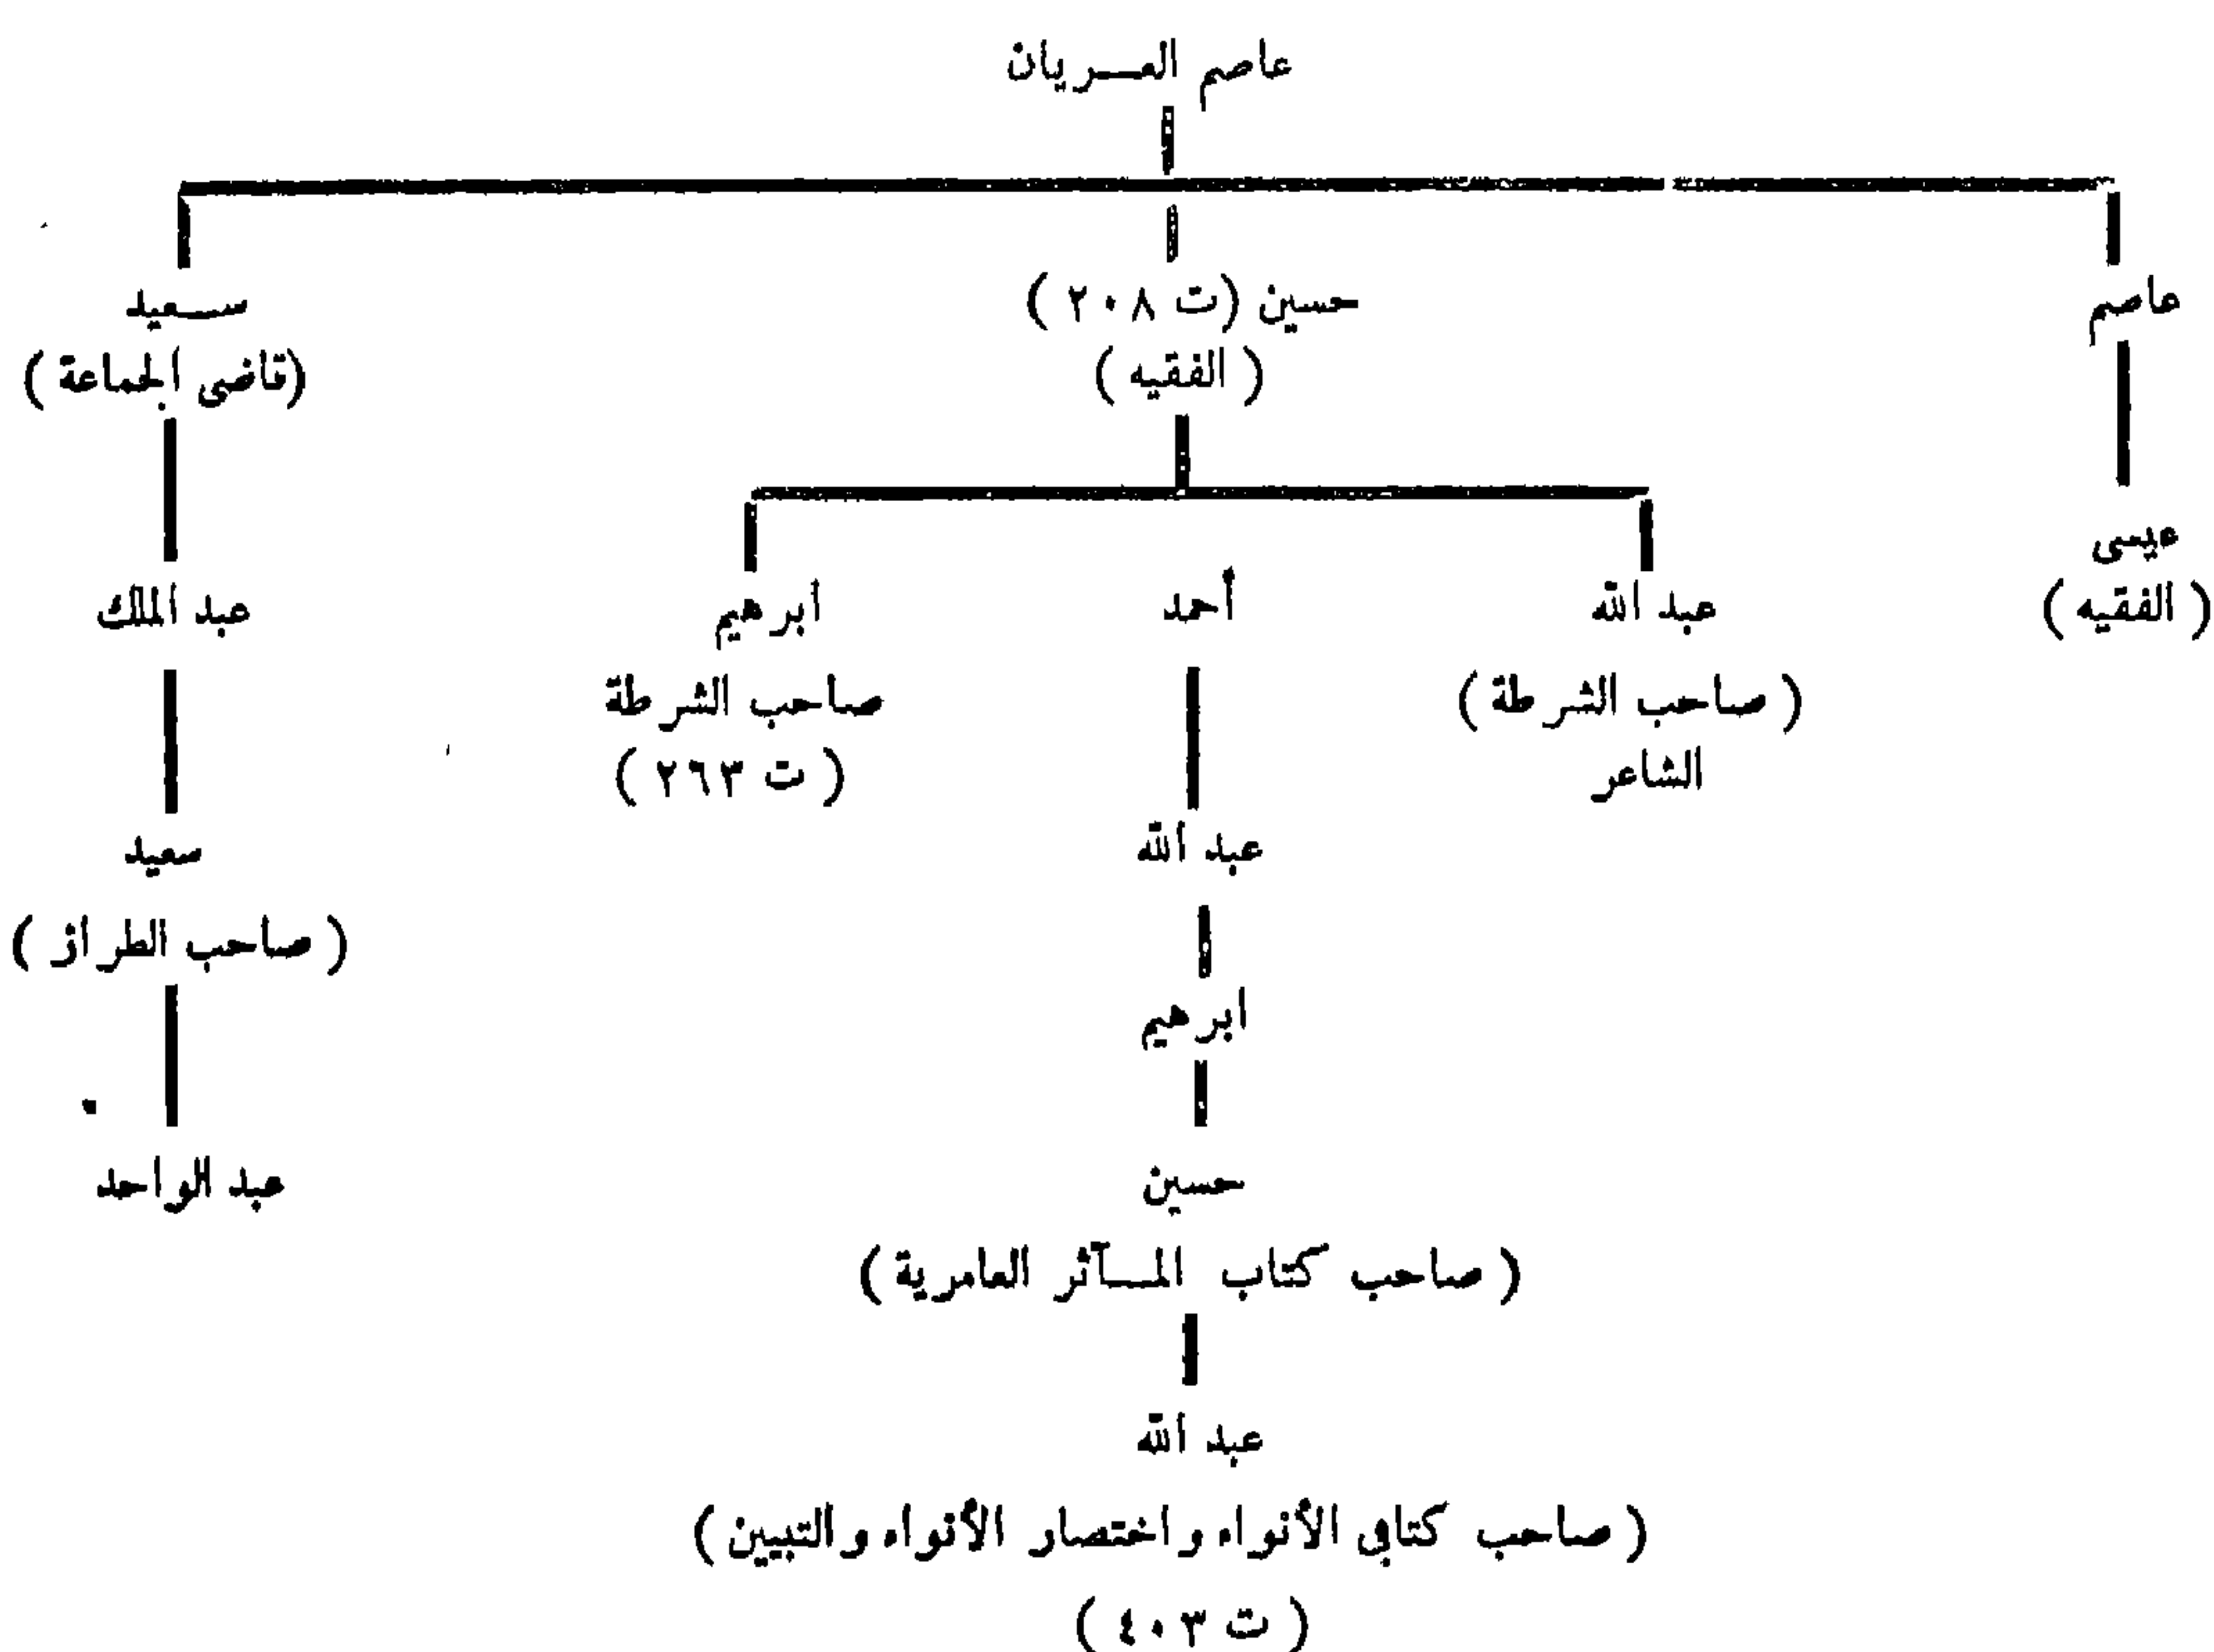 عاصم العريان
عاصم
حسين (ت ٢٠٨)
(الفقيه)
سعيد
(قاضى الجماعة)
عيسى
(الفقيه)
عبد الله
(صاحب الشرطة)
الشاعر
أحمد
ابرهيم
صاحب الشرطة
(ت ٢٦٣)
عبد الملك
عبد الله
سعيد
(صاحب الطراز)
ابرهيم
حسين
(صاحب كتاب المآثر العامرية)
عبد الواحد
عبد الله
(صاحب كتابى الأنواء واختصار الأنواء والتبيين)
(ت ٤٠٣)